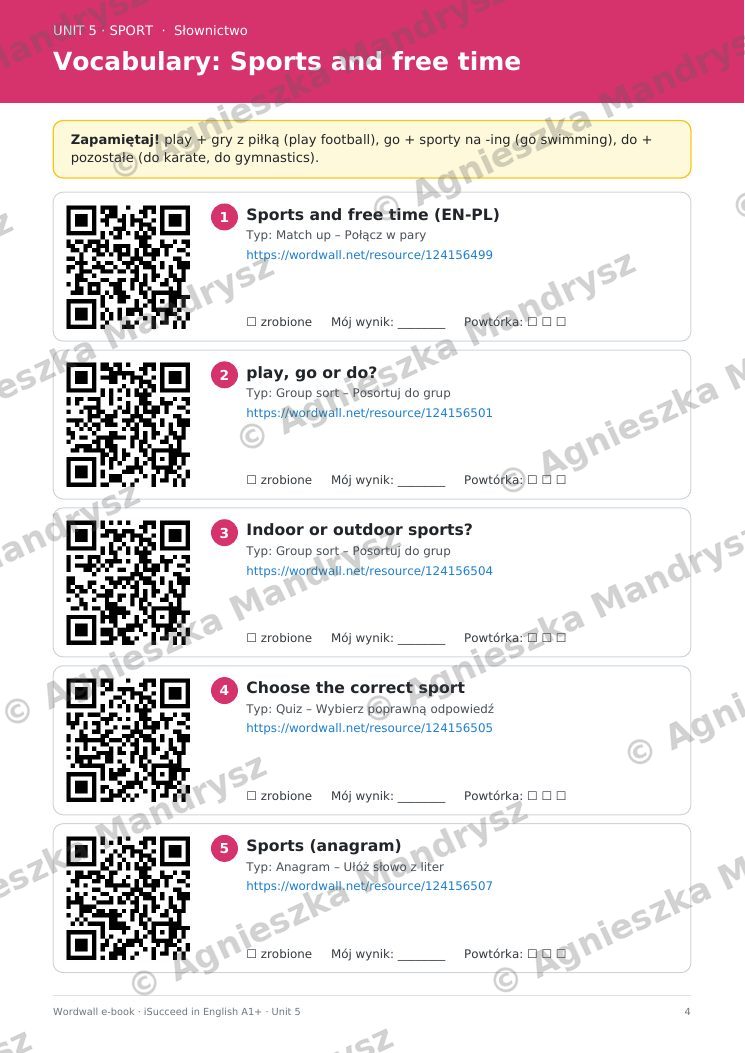 UNIT 5 · SPORT · Słownictwo
Vocabulary: Sports and free time
Zapamiętaj! play + gry z piłką (play football), go + sporty na -ing (go swimming), do +
pozostałe (do karate, do gymnastics).
1 Sports and free time (EN-PL)
Typ: Match up – Połącz w pary
https://wordwall.net/resource/124156499
☐ zrobione Mój wynik: ________ Powtórka: ☐ ☐ ☐
2 play, go or do?
Typ: Group sort – Posortuj do grup
https://wordwall.net/resource/124156501
☐ zrobione Mój wynik: ________ Powtórka: ☐ ☐ ☐
3 Indoor or outdoor sports?
Typ: Group sort – Posortuj do grup
https://wordwall.net/resource/124156504
☐ zrobione Mój wynik: ________ Powtórka: ☐ ☐ ☐
4 Choose the correct sport
Typ: Quiz – Wybierz poprawną odpowiedź
https://wordwall.net/resource/124156505
☐ zrobione Mój wynik: ________ Powtórka: ☐ ☐ ☐
5 Sports (anagram)
Typ: Anagram – Ułóż słowo z liter
https://wordwall.net/resource/124156507
☐ zrobione Mój wynik: ________ Powtórka: ☐ ☐ ☐
Wordwall e-book · iSucceed in English A1+ · Unit 5 4
© Agnieszka Mandrysz